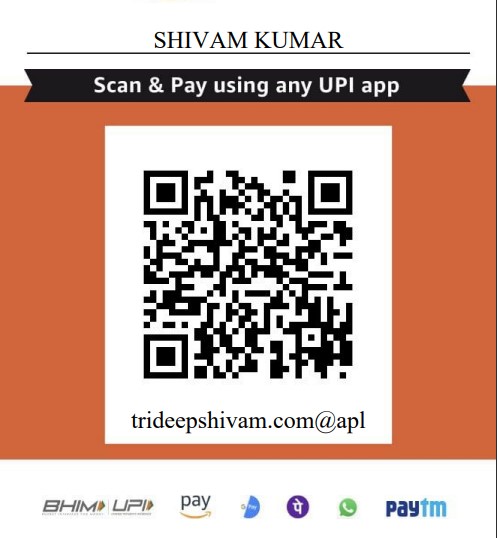 SHIVAM KUMAR
Scan & Pay using any UPI app
trideepshivam.com@apl
BHIM UPI pay पे paytm